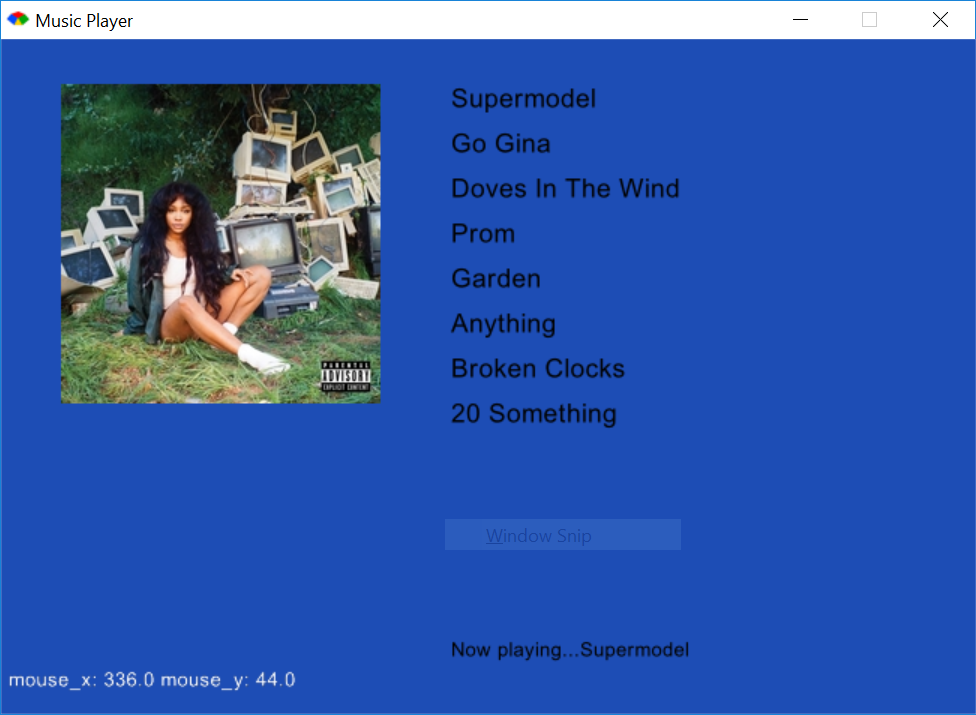 Music Player
Supermodel
Go Gina
Doves In The Wind
Prom
Garden
Anything
Broken Clocks
20 Something
PARENTAL
ADVISORY
EXPLICIT CONTENT
Window Snip
Now playing...Supermodel
mouse_x: 336.0 mouse_y: 44.0